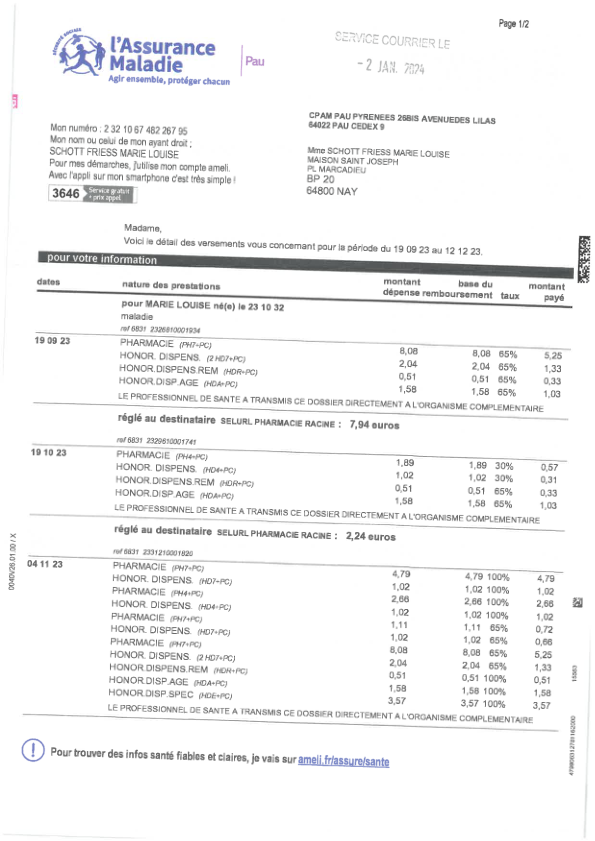 Page 1/2
SÉCURITÉ SOCIALE
l'Assurance
Maladie
Agir ensemble, protéger chacun
Pau
SERVICE COURRIER LE
- 2 JAN. 2024
CPAM PAU PYRENEES 26BIS AVENUEDES LILAS
64022 PAU CEDEX 9
Mon numéro : 2 32 10 67 482 267 95
Mon nom ou celui de mon ayant droit ;
SCHOTT FRIESS MARIE LOUISE
Pour mes démarches, j'utilise mon compte ameli.
Avec l'appli sur mon smartphone c'est très simple !
3646 Service gratuit + prix appel
Mme SCHOTT FRIESS MARIE LOUISE
MAISON SAINT JOSEPH
PL MARCADIEU
BP 20
64800 NAY
Madame,
Voici le détail des versements vous concernant pour la période du 19 09 23 au 12 12 23.
pour votre information
dates nature des prestations montant dépense base du remboursement taux montant payé
pour MARIE LOUISE né(e) le 23 10 32
maladie
ref 6831 2326810001934
19 09 23 PHARMACIE (PH7+PC) 8,08 8,08 65% 5,25
HONOR. DISPENS. (2 HD7+PC) 2,04 2,04 65% 1,33
HONOR.DISPENS.REM (HDR+PC) 0,51 0,51 65% 0,33
HONOR.DISP.AGE (HDA+PC) 1,58 1,58 65% 1,03
LE PROFESSIONNEL DE SANTE A TRANSMIS CE DOSSIER DIRECTEMENT A L'ORGANISME COMPLEMENTAIRE
réglé au destinataire SELURL PHARMACIE RACINE : 7,94 euros
ref 6831 2329610001741
19 10 23 PHARMACIE (PH4+PC) 1,89 1,89 30% 0,57
HONOR. DISPENS. (HD4+PC) 1,02 1,02 30% 0,31
HONOR.DISPENS.REM (HDR+PC) 0,51 0,51 65% 0,33
HONOR.DISP.AGE (HDA+PC) 1,58 1,58 65% 1,03
LE PROFESSIONNEL DE SANTE A TRANSMIS CE DOSSIER DIRECTEMENT A L'ORGANISME COMPLEMENTAIRE
réglé au destinataire SELURL PHARMACIE RACINE : 2,24 euros
ref 6831 2331210001820
04 11 23 PHARMACIE (PH7+PC) 4,79 4,79 100% 4,79
HONOR. DISPENS. (HD7+PC) 1,02 1,02 100% 1,02
PHARMACIE (PH4+PC) 2,66 2,66 100% 2,66
HONOR. DISPENS. (HD4+PC) 1,02 1,02 100% 1,02
PHARMACIE (PH7+PC) 1,11 1,11 65% 0,72
HONOR. DISPENS. (HD7+PC) 1,02 1,02 65% 0,66
PHARMACIE (PH7+PC) 8,08 8,08 65% 5,25
HONOR. DISPENS. (2 HD7+PC) 2,04 2,04 65% 1,33
HONOR.DISPENS.REM (HDR+PC) 0,51 0,51 100% 0,51
HONOR.DISP.AGE (HDA+PC) 1,58 1,58 100% 1,58
HONOR.DISP.SPEC (HDE+PC) 3,57 3,57 100% 3,57
LE PROFESSIONNEL DE SANTE A TRANSMIS CE DOSSIER DIRECTEMENT A L'ORGANISME COMPLEMENTAIRE
Pour trouver des infos santé fiables et claires, je vais sur ameli.fr/assure/sante